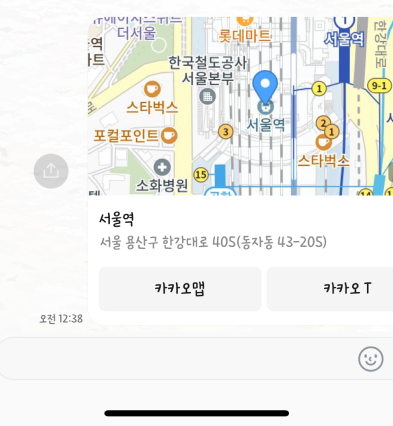 더서울
롯데마트
서울역
한강대로
역
트
한국철도공사
서울본부
1
9-1
스타벅스
서울역
포컬포인트
3
2
1
스타벅스
15
소화병원
공항
14
서울역
서울 용산구 한강대로 405(동자동 43-205)
카카오맵
카카오 T
오전 12:38